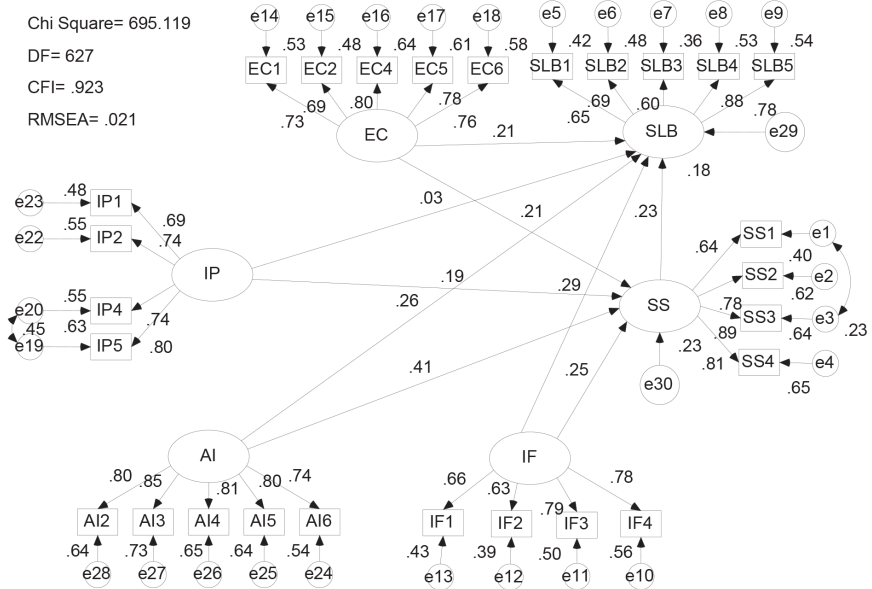 Chi Square= 695.119
DF= 627
CFI= .923
RMSEA= .021
e14 e15 e16 e17 e18
.53 .48 .64 .61 .58
EC1 EC2 EC4 EC5 EC6
.73 .69 .80 .76 .78
EC
e5 e6 e7 e8 e9
.42 .48 .36 .53 .54
SLB1 SLB2 SLB3 SLB4 SLB5
.65 .69 .60 .88 .78
SLB
e29
.21
.18
.03
.21
.23
e23 .48 IP1
.69
e22 .55 IP2
.74
IP
e20 .55 IP4
.45 .63 .74
e19 IP5 .80
.19
.29
.26
.41
.25
SS1 e1
.64 .40
SS2 e2
.62
.78 SS3 e3
.89 .64 .23
.81 SS4 e4
.65
SS
.23
e30
AI
.80 .85 .81 .80 .74
AI2 AI3 AI4 AI5 AI6
.64 .73 .65 .64 .54
e28 e27 e26 e25 e24
IF
.66 .63 .79 .78
IF1 IF2 IF3 IF4
.43 .39 .50 .56
e13 e12 e11 e10